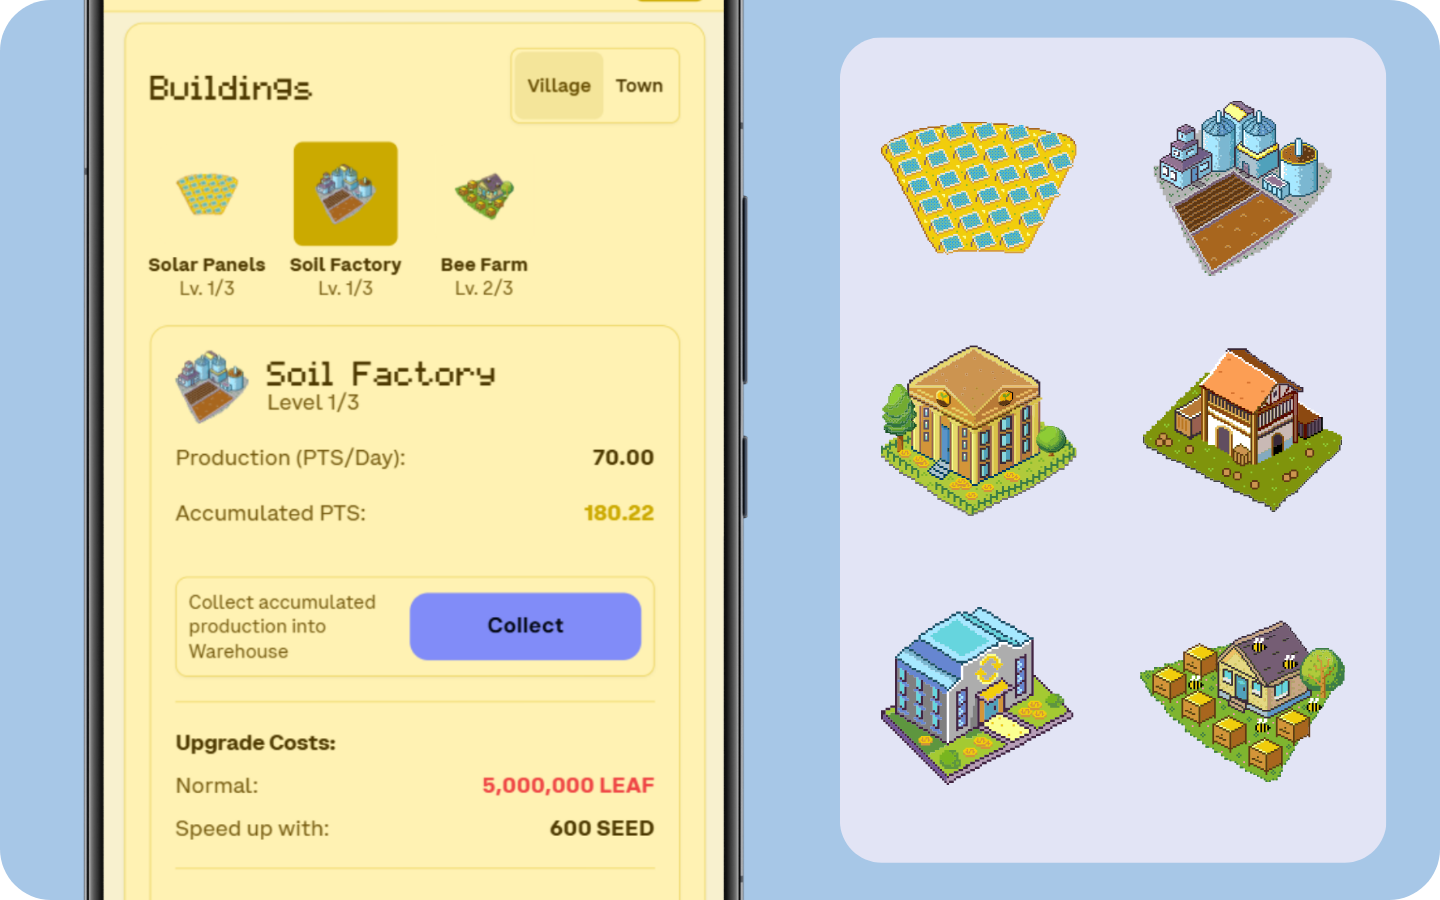 Buildings
Village Town
Solar Panels Soil Factory Bee Farm
Lv. 1/3 Lv. 1/3 Lv. 2/3
Soil Factory
Level 1/3
Production (PTS/Day): 70.00
Accumulated PTS: 180.22
Collect accumulated
production into
Warehouse
Collect
Upgrade Costs:
Normal: 5,000,000 LEAF
Speed up with: 600 SEED